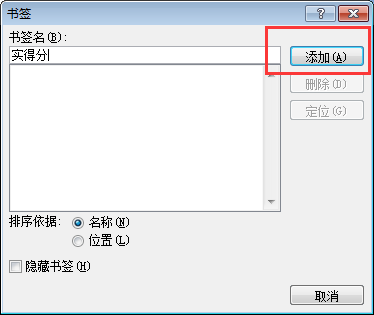 书签
书签名(B):
实得分
添加(A)
删除(D)
定位(G)
排序依据: 名称(N)
位置(L)
隐藏书签(H)
取消